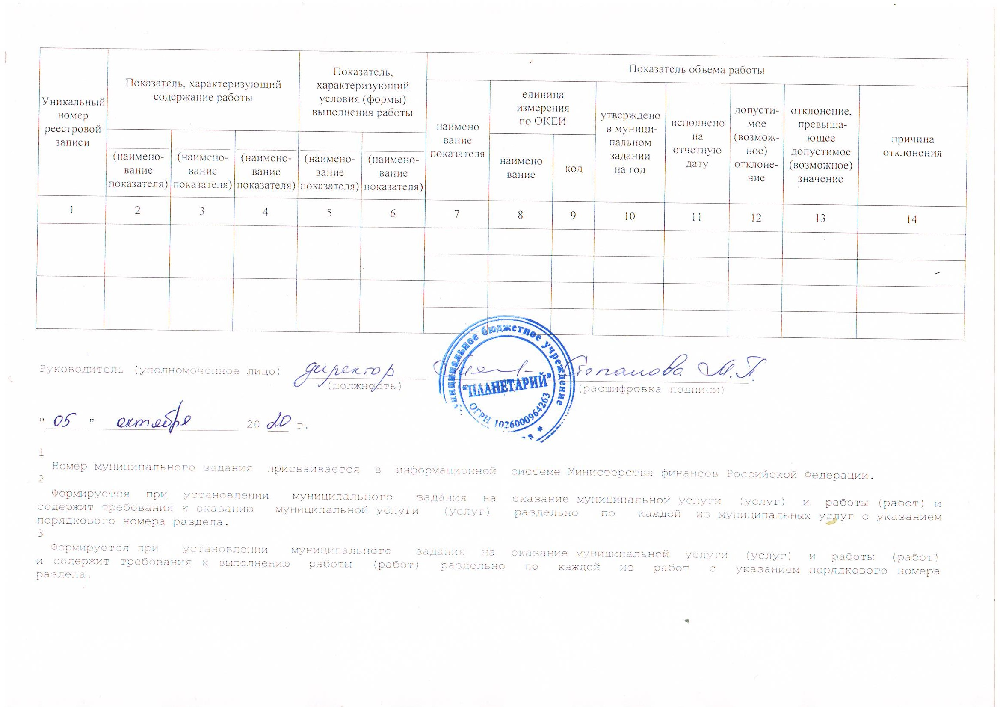 Уникальный
номер
реестровой
записи
Показатель, характеризующий
содержание работы
Показатель,
характеризующий
условия (формы)
выполнения работы
Показатель объема работы
(наимено-
вание
показателя)
(наимено-
вание
показателя)
(наимено-
вание
показателя)
(наимено-
вание
показателя)
(наимено-
вание
показателя)
наимено
вание
показателя
единица
измерения
по ОКЕИ
наимено
вание
код
утверждено
в муници-
пальном
задании
на год
исполнено
на
отчетную
дату
допусти-
мое
(возмож-
ное)
отклоне-
ние
отклонение,
превыша-
ющее
допустимое
(возможное)
значение
причина
отклонения
1 2 3 4 5 6 7 8 9 10 11 12 13 14
Руководитель (уполномоченное лицо) директор Степанова М.П.
(должность) (расшифровка подписи)
муниципальное бюджетное учреждение
"ПЛАНЕТАРИЙ"
ОГРН 1026000964263
" 05 " октября 20 20 г.
1
Номер муниципального задания присваивается в информационной системе Министерства финансов Российской Федерации.
2
Формируется при установлении муниципального задания на оказание муниципальной услуги (услуг) и работы (работ) и
содержит требования к оказанию муниципальной услуги (услуг) раздельно по каждой из муниципальных услуг с указанием
порядкового номера раздела.
3
Формируется при установлении муниципального задания на оказание муниципальной услуги (услуг) и работы (работ)
и содержит требования к выполнению работы (работ) раздельно по каждой из работ с указанием порядкового номера
раздела.